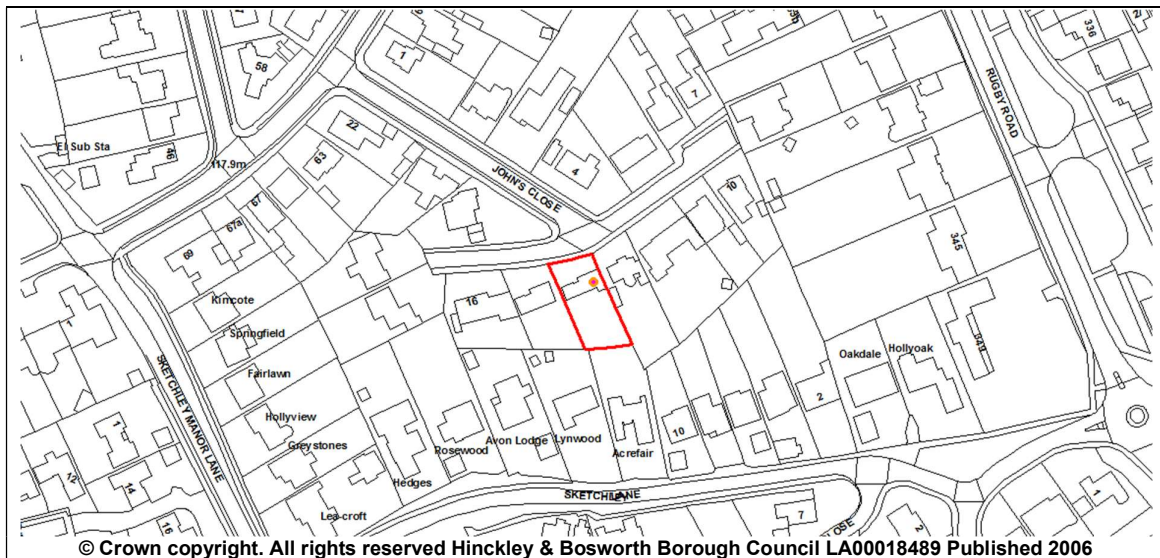 58
1
7
336
El Sub Sta
46
117.9m
22
63
JOHN'S CLOSE
4
RUGBY ROAD
10
67
67a
69
345
Kimcote
16
Springfield
Fairlawn
Oakdale
Hollyoak
349
1
SKETCHLEY MANOR LANE
Hollyview
2
1
Greystones
Avon Lodge
Lynwood
10
Rosewood
Acrefair
12
14
Hedges
1
Lea-croft
7
2
16
© Crown copyright. All rights reserved Hinckley & Bosworth Borough Council LA00018489 Published 2006